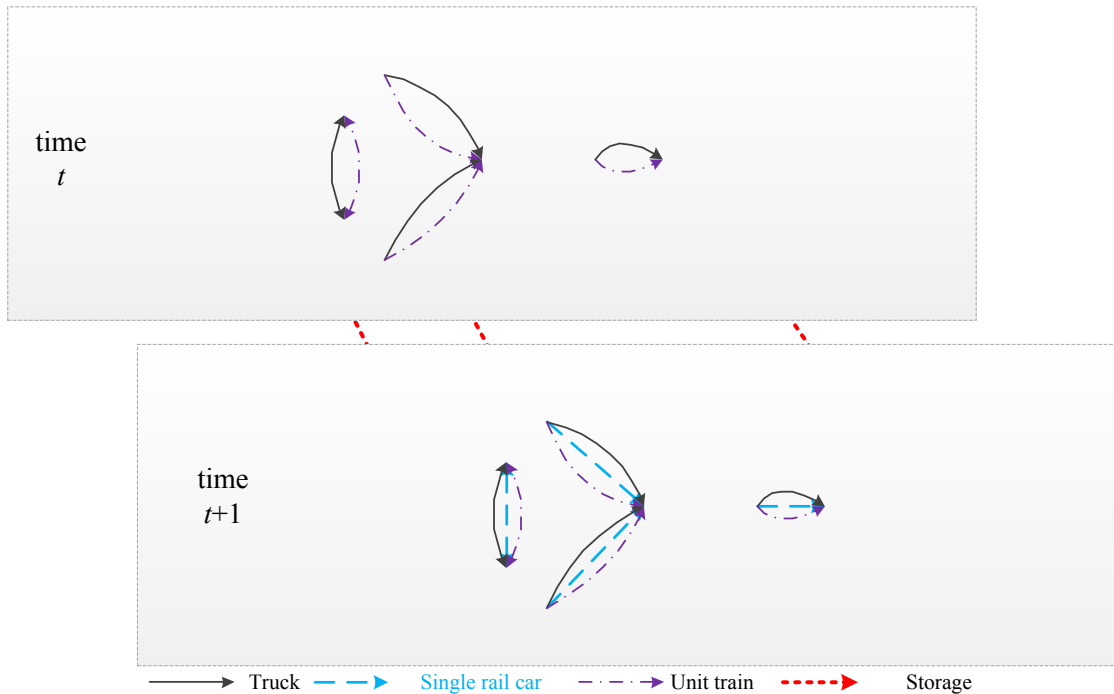 time
t
time
t+1
Truck
Single rail car
Unit train
Storage